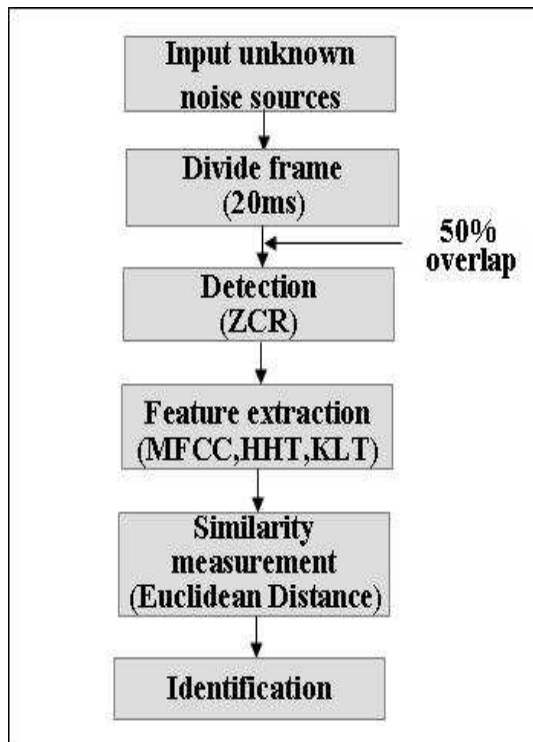 Input unknown
noise sources
Divide frame
(20ms)
50%
overlap
Detection
(ZCR)
Feature extraction
(MFCC,HHT,KLT)
Similarity
measurement
(Euclidean Distance)
Identification